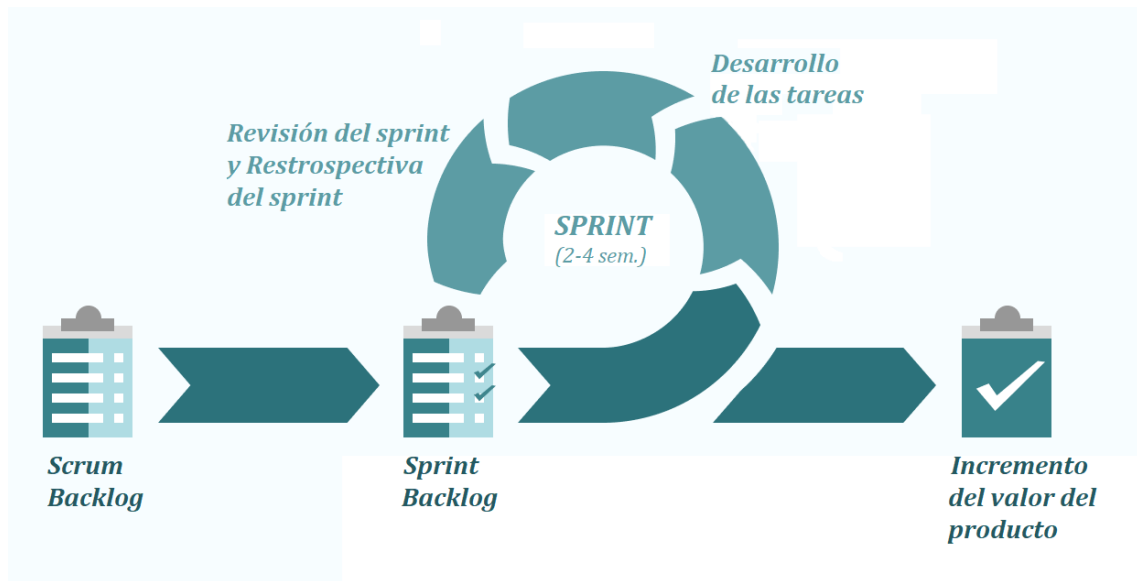 Desarrollo
de las tareas
Revisión del sprint
y Restrospectiva
del sprint
SPRINT
(2-4 sem.)
Scrum
Backlog
Sprint
Backlog
Incremento
del valor del
producto